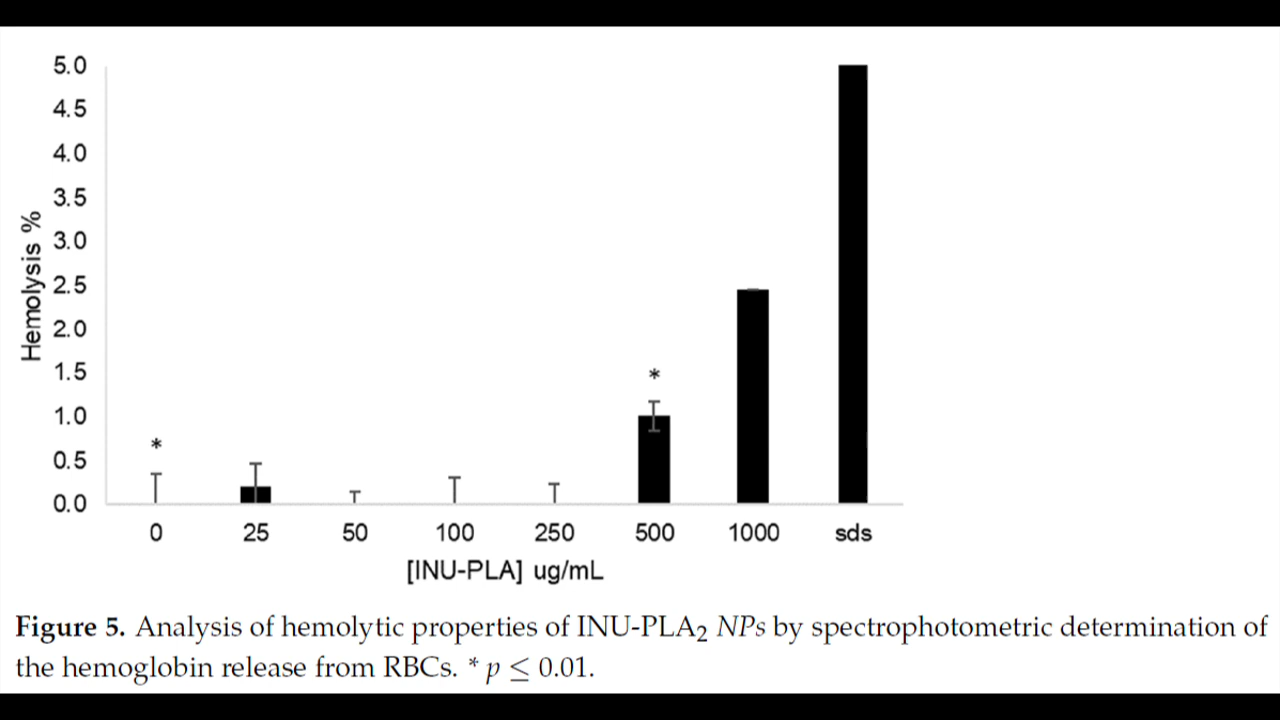 5.0
4.5
4.0
3.5
3.0
2.5
2.0
1.5
1.0
0.5
0.0
Hemolysis %
*
*
0 25 50 100 250 500 1000 sds
[INU-PLA] ug/mL
Figure 5. Analysis of hemolytic properties of INU-PLA₂ NPs by spectrophotometric determination of
the hemoglobin release from RBCs. * p ≤ 0.01.